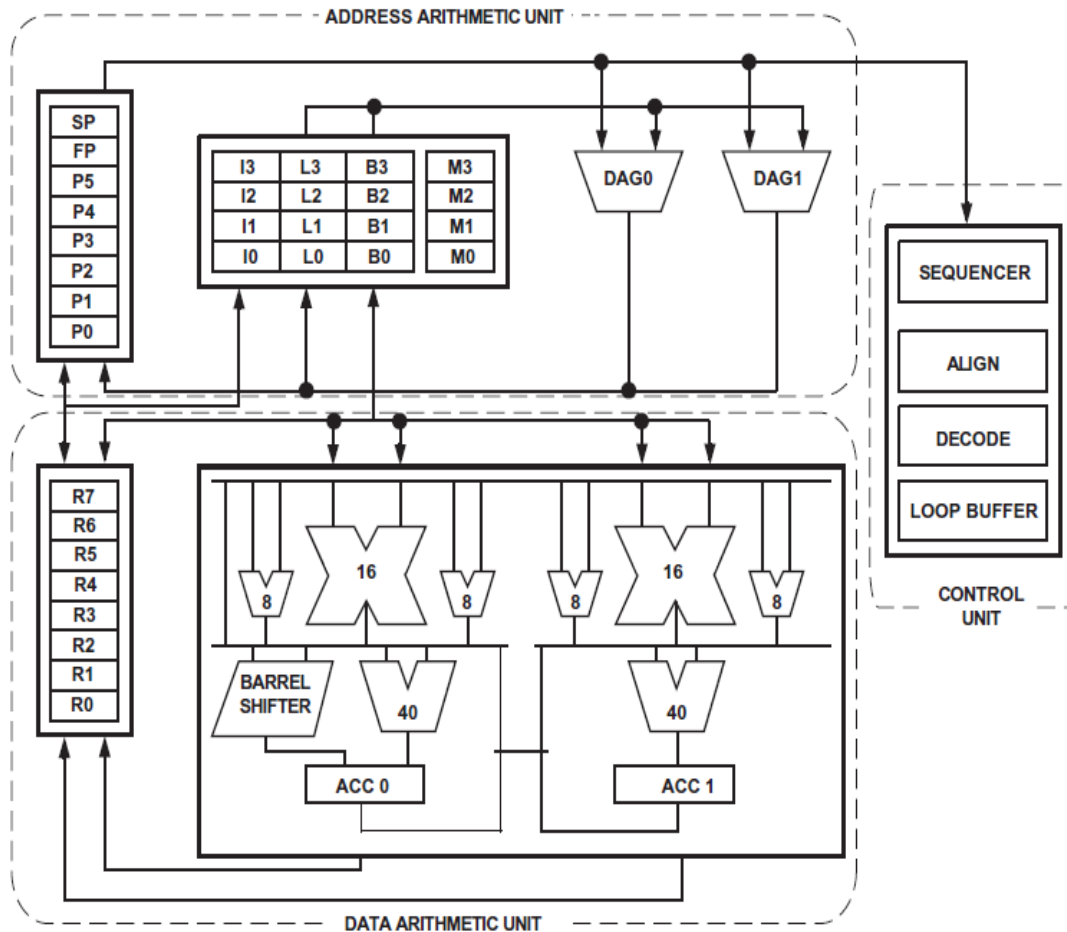 ADDRESS ARITHMETIC UNIT
SP
FP
P5
P4
P3
P2
P1
P0
I3 L3 B3 M3
I2 L2 B2 M2
I1 L1 B1 M1
I0 L0 B0 M0
DAG0 DAG1
SEQUENCER
ALIGN
DECODE
LOOP BUFFER
CONTROL
UNIT
R7
R6
R5
R4
R3
R2
R1
R0
16 16
8 8 8 8
BARREL
SHIFTER
40 40
ACC 0 ACC 1
DATA ARITHMETIC UNIT